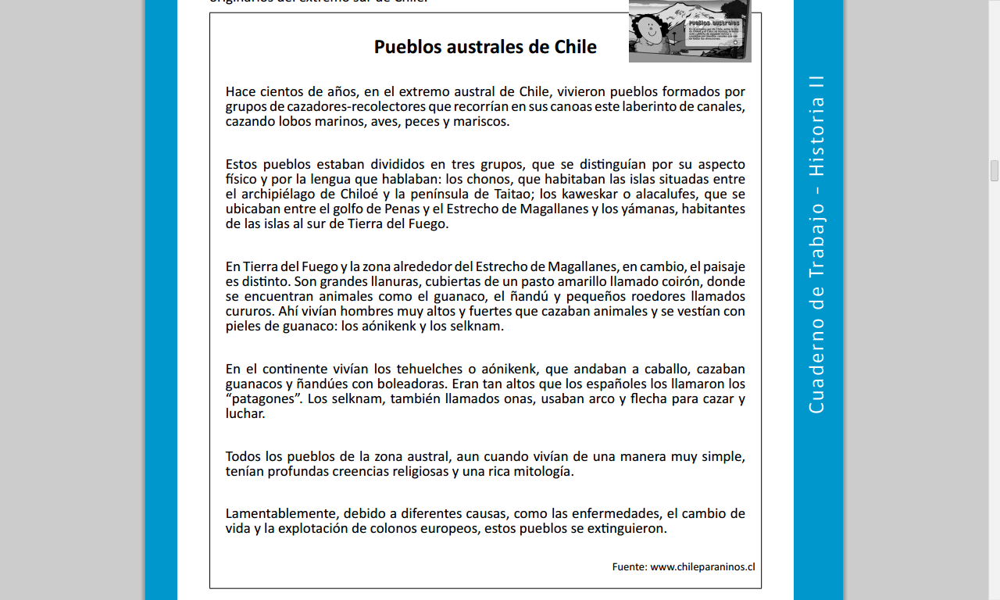 originarios del extremo sur de Chile.
Pueblos australes
Pueblos australes de Chile
Hace cientos de años, en el extremo austral de Chile, vivieron pueblos formados por
grupos de cazadores-recolectores que recorrían en sus canoas este laberinto de canales,
cazando lobos marinos, aves, peces y mariscos.
Estos pueblos estaban divididos en tres grupos, que se distinguían por su aspecto
físico y por la lengua que hablaban: los chonos, que habitaban las islas situadas entre
el archipiélago de Chiloé y la península de Taitao; los kaweskar o alacalufes, que se
ubicaban entre el golfo de Penas y el Estrecho de Magallanes y los yámanas, habitantes
de las islas al sur de Tierra del Fuego.
En Tierra del Fuego y la zona alrededor del Estrecho de Magallanes, en cambio, el paisaje
es distinto. Son grandes llanuras, cubiertas de un pasto amarillo llamado coirón, donde
se encuentran animales como el guanaco, el ñandú y pequeños roedores llamados
cururos. Ahí vivían hombres muy altos y fuertes que cazaban animales y se vestían con
pieles de guanaco: los aónikenk y los selknam.
En el continente vivían los tehuelches o aónikenk, que andaban a caballo, cazaban
guanacos y ñandúes con boleadoras. Eran tan altos que los españoles los llamaron los
“patagones”. Los selknam, también llamados onas, usaban arco y flecha para cazar y
luchar.
Todos los pueblos de la zona austral, aun cuando vivían de una manera muy simple,
tenían profundas creencias religiosas y una rica mitología.
Lamentablemente, debido a diferentes causas, como las enfermedades, el cambio de
vida y la explotación de colonos europeos, estos pueblos se extinguieron.
Fuente: www.chileparaninos.cl
Cuaderno de Trabajo - Historia II